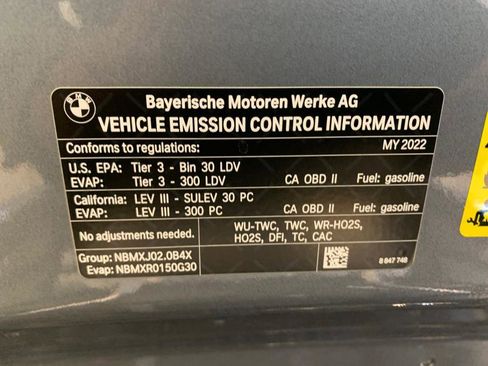 BMW
Bayerische Motoren Werke AG
VEHICLE EMISSION CONTROL INFORMATION
Conforms to regulations: MY 2022
U.S. EPA: Tier 3 - Bin 30 LDV
EVAP: Tier 3 - 300 LDV CA OBD II Fuel: gasoline
California: LEV III - SULEV 30 PC
EVAP: LEV III - 300 PC CA OBD II Fuel: gasoline
No adjustments needed. WU-TWC, TWC, WR-HO2S,
HO2S, DFI, TC, CAC
Group: NBMXJ02.0B4X
Evap: NBMXR0150G30 8 847 748